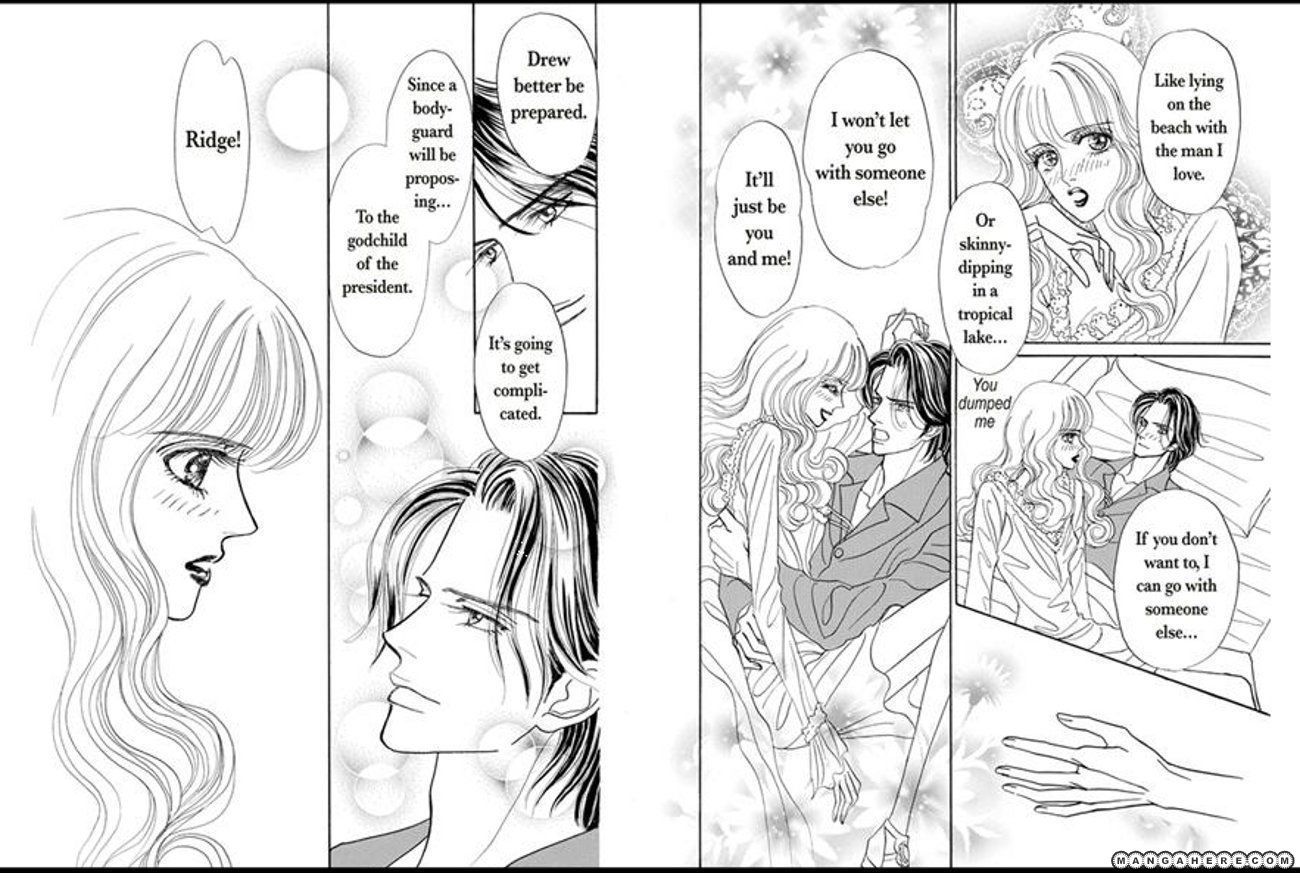 Like lying
on the
beach with
the man I
love.
Or
skinny-
dipping
in a
tropical
lake...
You
dumped
me
If you don't
want to, I
can go with
someone
else...
I won't let
you go
with someone
else!
It'll
just be
you
and me!
Drew
better be
prepared.
It's going
to get
compli-
cated.
Since a
body-
guard
will be
propos-
ing...
To the
godchild
of the
president.
Ridge!
MANGAHERE.COM